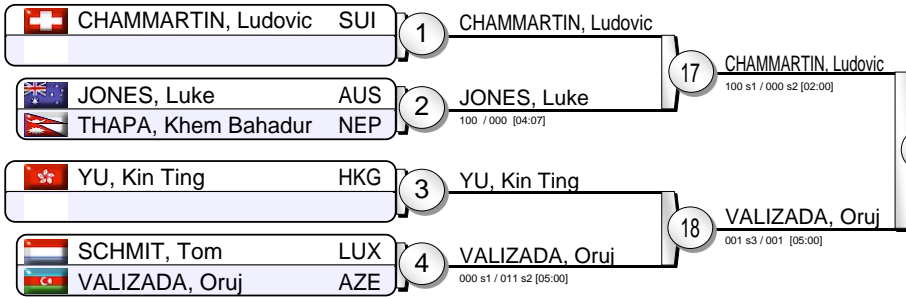 CHAMMARTIN, Ludovic SUI
1
CHAMMARTIN, Ludovic
17
CHAMMARTIN, Ludovic
100 s1 / 000 s2 [02:00]
JONES, Luke AUS
THAPA, Khem Bahadur NEP
2
JONES, Luke
100 / 000 [04:07]
YU, Kin Ting HKG
3
YU, Kin Ting
18
VALIZADA, Oruj
001 s3 / 001 [05:00]
SCHMIT, Tom LUX
VALIZADA, Oruj AZE
4
VALIZADA, Oruj
000 s1 / 011 s2 [05:00]